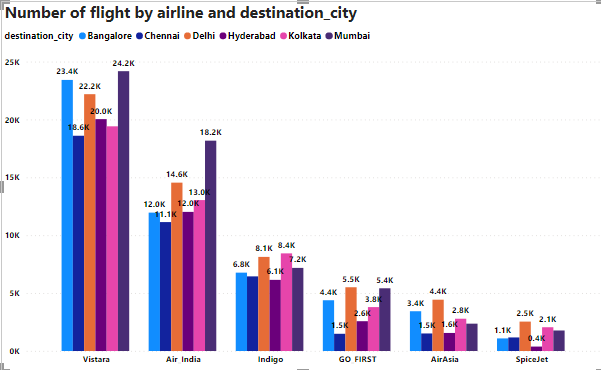 Number of flight by airline and destination_city
destination_city Bangalore Chennai Delhi Hyderabad Kolkata Mumbai
25K
24.2K
23.4K
22.2K
20.0K
18.6K
20K
18.2K
15K
14.6K
13.0K
12.0K
12.0K
11.1K
10K
8.4K
8.1K
7.2K
6.8K
6.1K
5K
5.5K
5.4K
4.4K
3.8K
2.6K
1.5K
4.4K
3.4K
2.8K
1.5K
1.6K
2.5K
2.1K
1.1K
0.4K
0K
Vistara Air_India Indigo GO_FIRST AirAsia SpiceJet